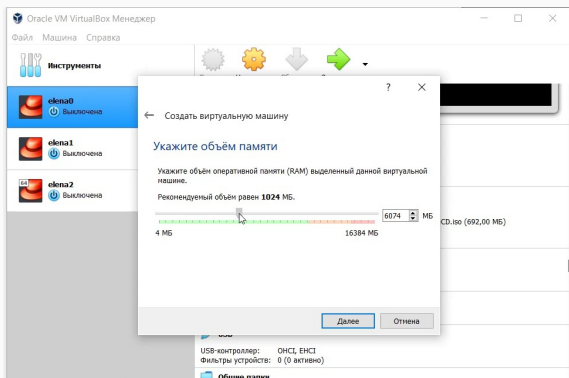 Oracle VM VirtualBox Менеджер
Файл Машина Справка
Инструменты
elena0
Выключена
elena1
Выключена
64
elena2
Выключена
?
Создать виртуальную машину
Укажите объём памяти
Укажите объём оперативной памяти (RAM) выделенный данной виртуальной
машине.
Рекомендуемый объём равен 1024 МБ.
6074 МБ
4 МБ 16384 МБ
CD.iso (692,00 МБ)
Далее Отмена
USB
USB-контроллер: OHCI, EHCI
Фильтры устройств: 0 (0 активно)
Общие папки